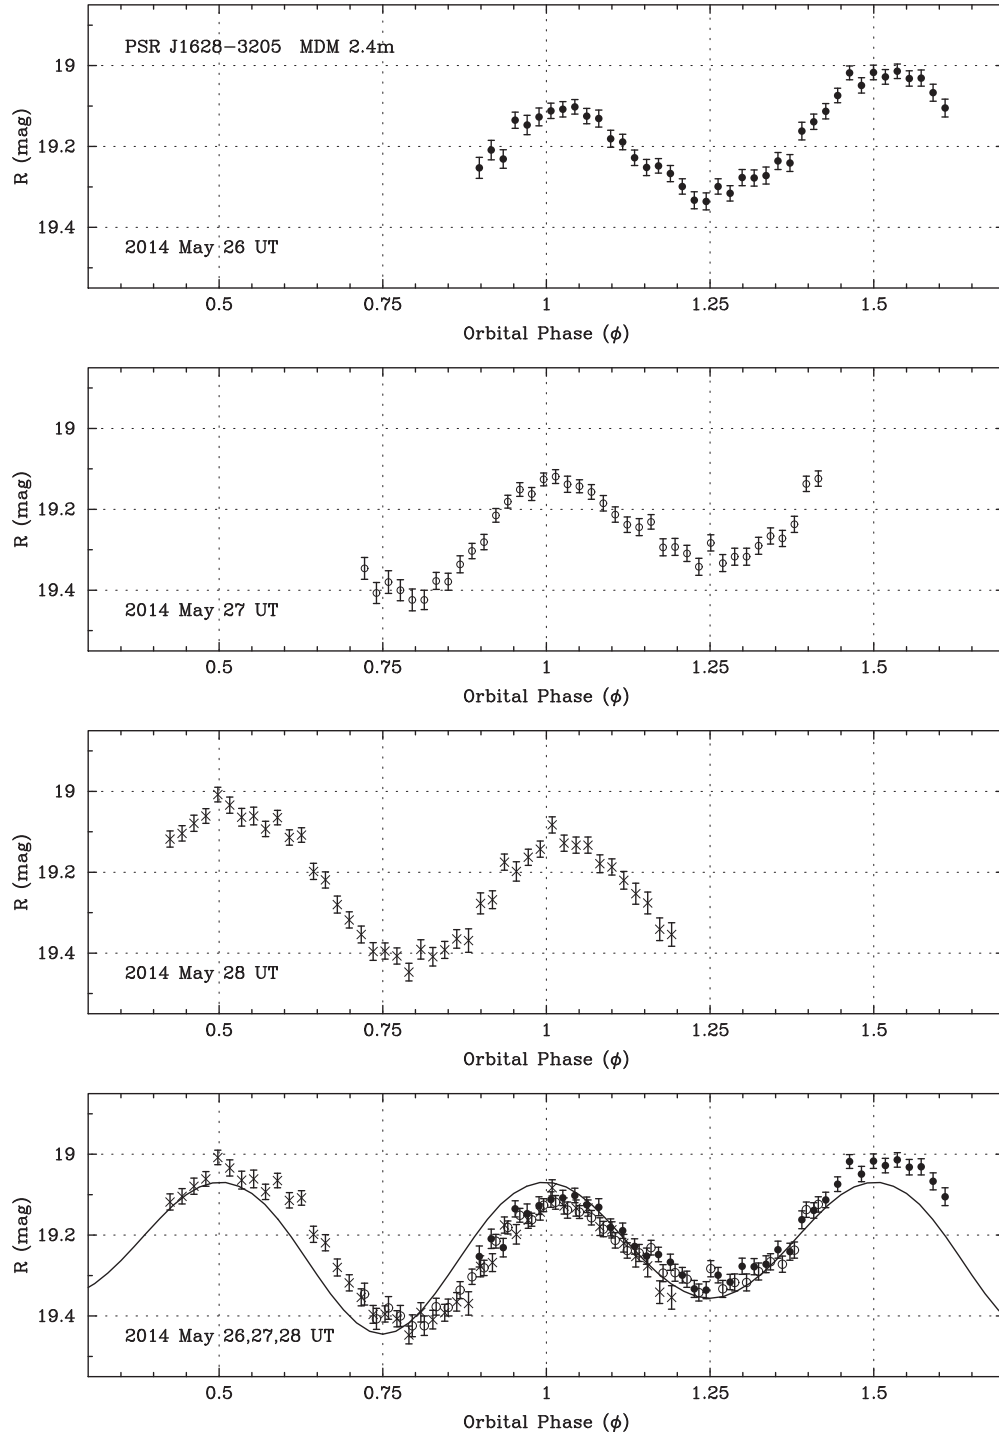 PSR J1628−3205 MDM 2.4m
19
19.2
19.4
R (mag)
2014 May 26 UT
0.5 0.75 1 1.25 1.5
Orbital Phase (ϕ)
19
19.2
19.4
R (mag)
2014 May 27 UT
0.5 0.75 1 1.25 1.5
Orbital Phase (ϕ)
19
19.2
19.4
R (mag)
2014 May 28 UT
0.5 0.75 1 1.25 1.5
Orbital Phase (ϕ)
19
19.2
19.4
R (mag)
2014 May 26,27,28 UT
0.5 0.75 1 1.25 1.5
Orbital Phase (ϕ)